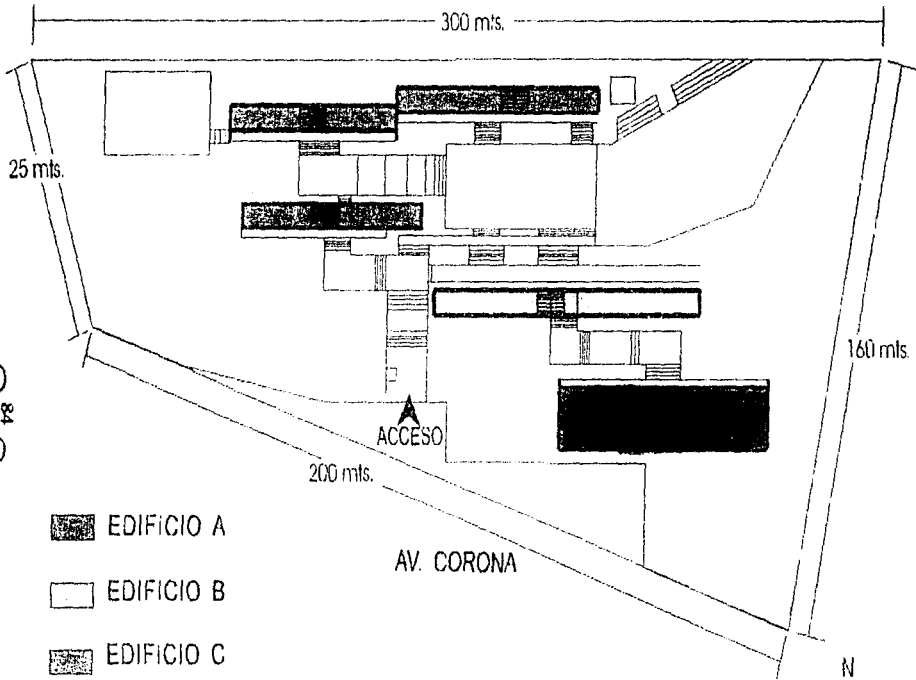 300 mts.
25 mts.
160 mts.
84
ACCESO
200 mts.
EDIFICIO A
AV. CORONA
EDIFICIO B
EDIFICIO C
N